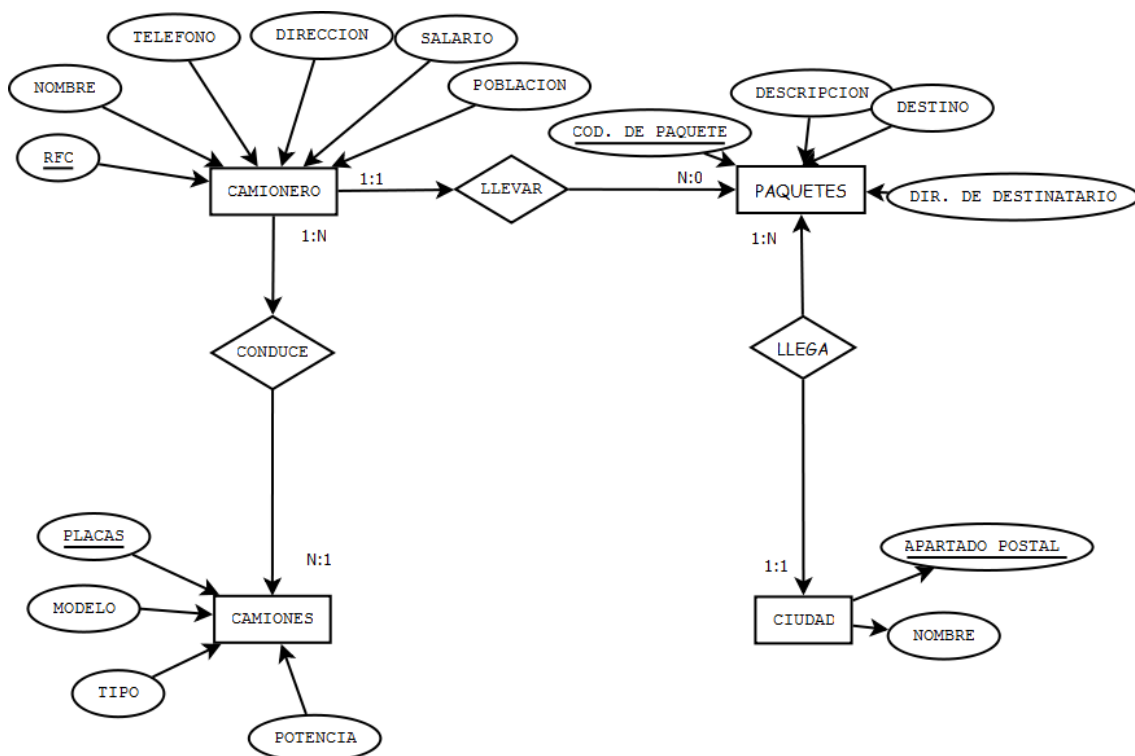 TELEFONO
DIRECCION
SALARIO
NOMBRE
POBLACION
RFC
CAMIONERO
1:1
LLEVAR
N:0
DESCRIPCION
DESTINO
COD. DE PAQUETE
PAQUETES
DIR. DE DESTINATARIO
1:N
1:N
CONDUCE
LLEGA
PLACAS
N:1
1:1
APARTADO POSTAL
MODELO
CAMIONES
CIUDAD
NOMBRE
TIPO
POTENCIA